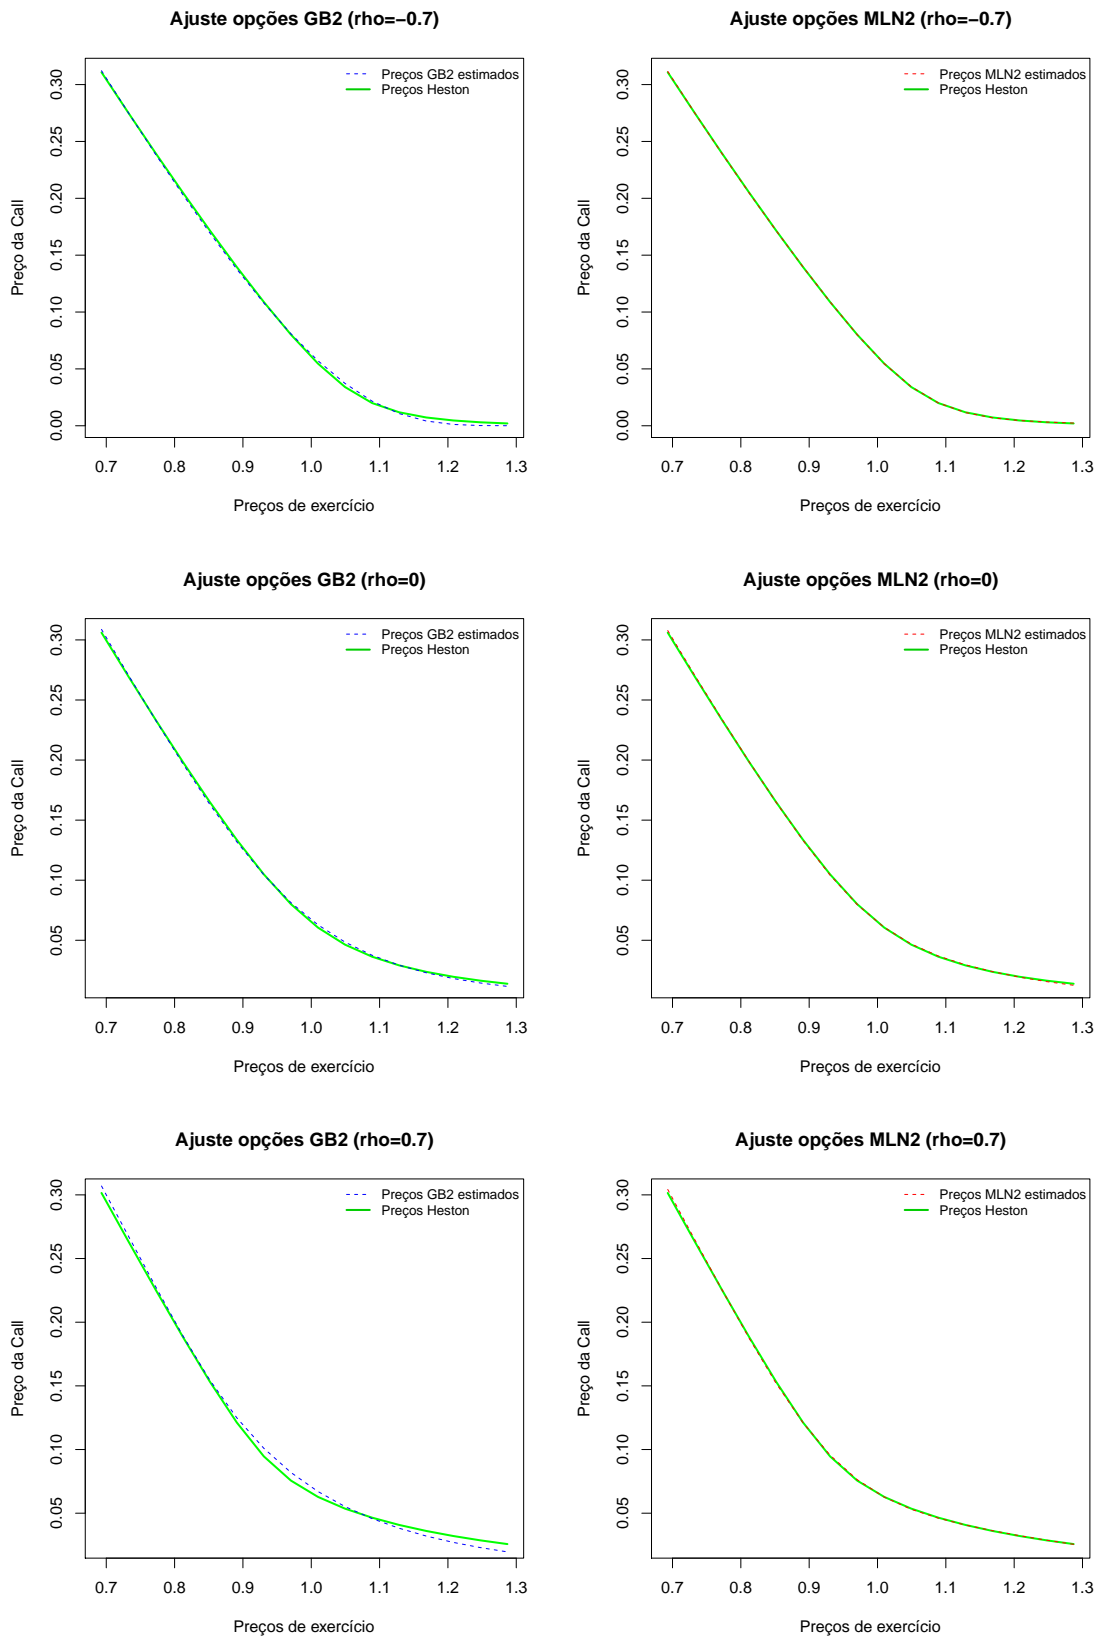 Ajuste opções GB2 (rho=−0.7)
Preços GB2 estimados
Preços Heston
Preço da Call
0.00 0.05 0.10 0.15 0.20 0.25 0.30
0.7 0.8 0.9 1.0 1.1 1.2 1.3
Preços de exercício
Ajuste opções MLN2 (rho=−0.7)
Preços MLN2 estimados
Preços Heston
Preço da Call
0.00 0.05 0.10 0.15 0.20 0.25 0.30
0.7 0.8 0.9 1.0 1.1 1.2 1.3
Preços de exercício
Ajuste opções GB2 (rho=0)
Preços GB2 estimados
Preços Heston
Preço da Call
0.05 0.10 0.15 0.20 0.25 0.30
0.7 0.8 0.9 1.0 1.1 1.2 1.3
Preços de exercício
Ajuste opções MLN2 (rho=0)
Preços MLN2 estimados
Preços Heston
Preço da Call
0.05 0.10 0.15 0.20 0.25 0.30
0.7 0.8 0.9 1.0 1.1 1.2 1.3
Preços de exercício
Ajuste opções GB2 (rho=0.7)
Preços GB2 estimados
Preços Heston
Preço da Call
0.05 0.10 0.15 0.20 0.25 0.30
0.7 0.8 0.9 1.0 1.1 1.2 1.3
Preços de exercício
Ajuste opções MLN2 (rho=0.7)
Preços MLN2 estimados
Preços Heston
Preço da Call
0.05 0.10 0.15 0.20 0.25 0.30
0.7 0.8 0.9 1.0 1.1 1.2 1.3
Preços de exercício